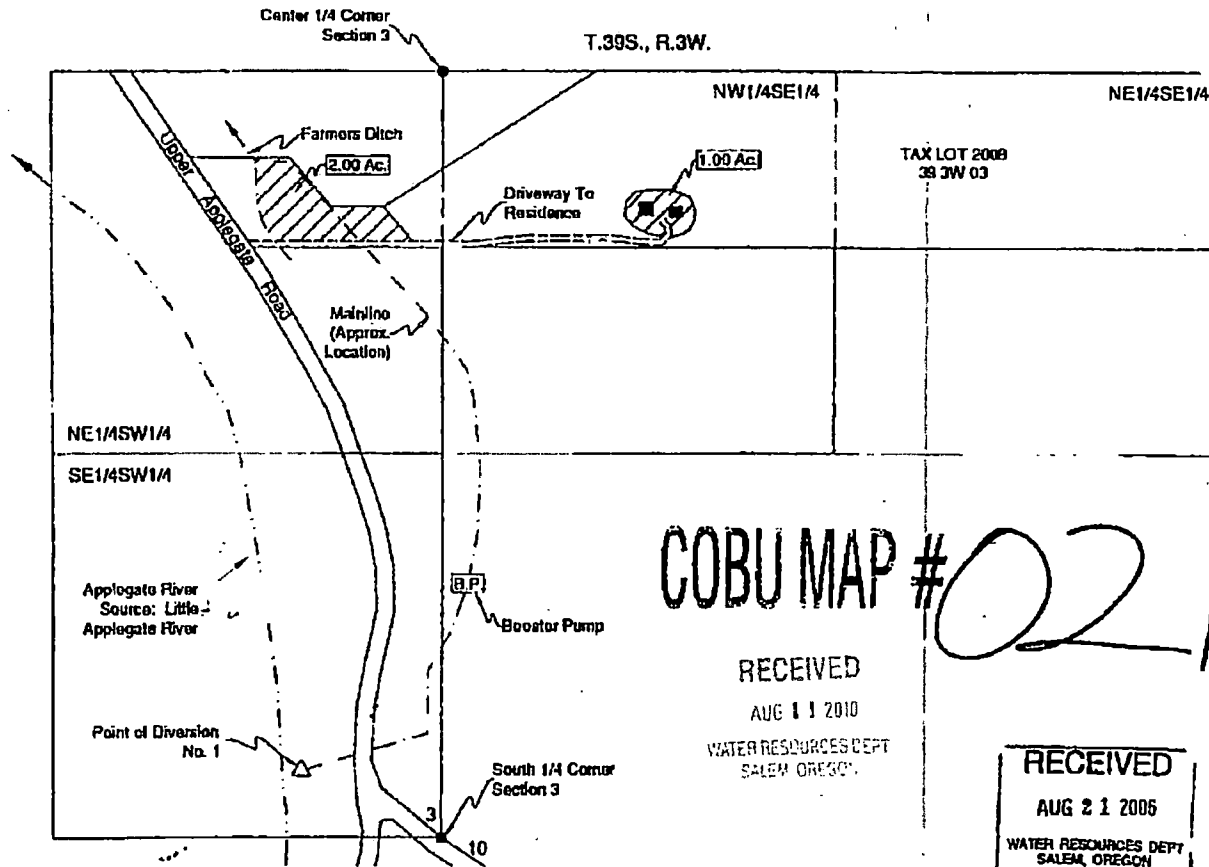 Center 1/4 Corner
Section 3
T.39S., R.3W.
NW1/4SE1/4
NE1/4SE1/4
Farmers Ditch
2.00 Ac.
1.00 Ac.
TAX LOT 2008
39 3W 03
Upper Applegate Road
Driveway To
Residence
Mainline
(Approx.
Location)
NE1/4SW1/4
SE1/4SW1/4
Applegate River
Source: Little
Applegate River
B.P.
Booster Pump
COBU MAP # 02
RECEIVED
AUG 11 2010
WATER RESOURCES DEPT
SALEM OREGON
Point of Diversion
No. 1
South 1/4 Corner
Section 3
3
10
RECEIVED
AUG 21 2006
WATER RESOURCES DEPT
SALEM, OREGON